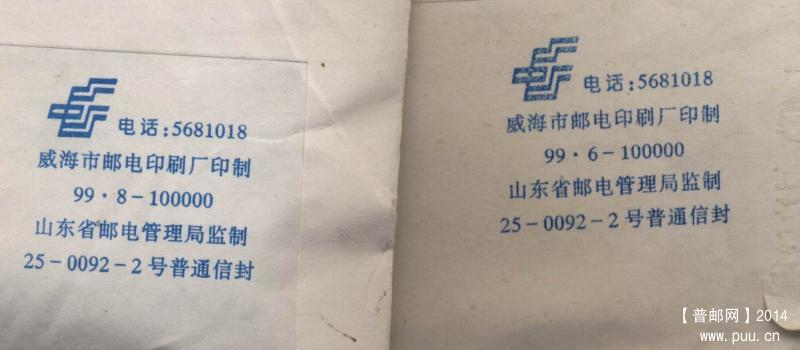 电话:5681018
威海市邮电印刷厂印制
99·8-100000
山东省邮电管理局监制
25-0092-2号普通信封
电话:5681018
威海市邮电印刷厂印制
99·6-100000
山东省邮电管理局监制
25-0092-2号普通信封
【普邮网】2014
www.puu.cn